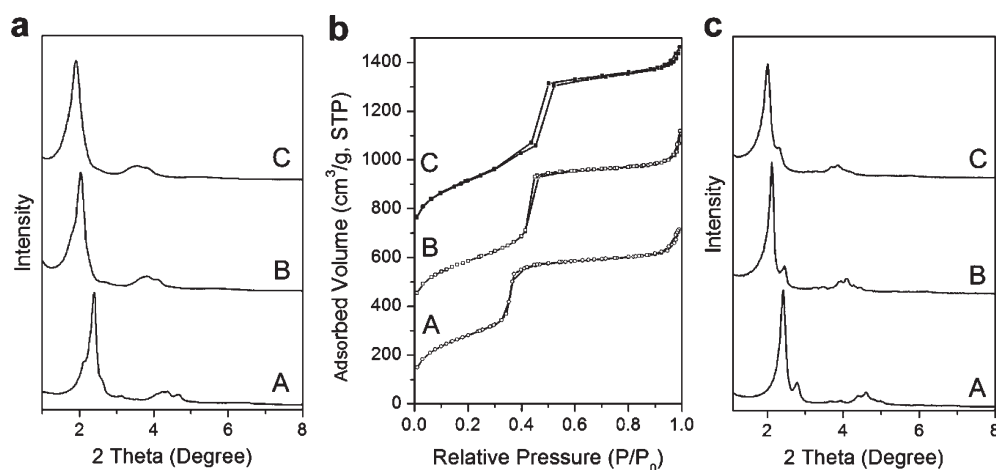 a
Intensity
C
B
A
2
4
6
8
2 Theta (Degree)
b
Adsorbed Volume (cm³/g, STP)
1400
1200
1000
800
600
400
200
0
C
B
A
0.0
0.2
0.4
0.6
0.8
1.0
Relative Pressure (P/P₀)
c
Intensity
C
B
A
2
4
6
8
2 Theta (Degree)